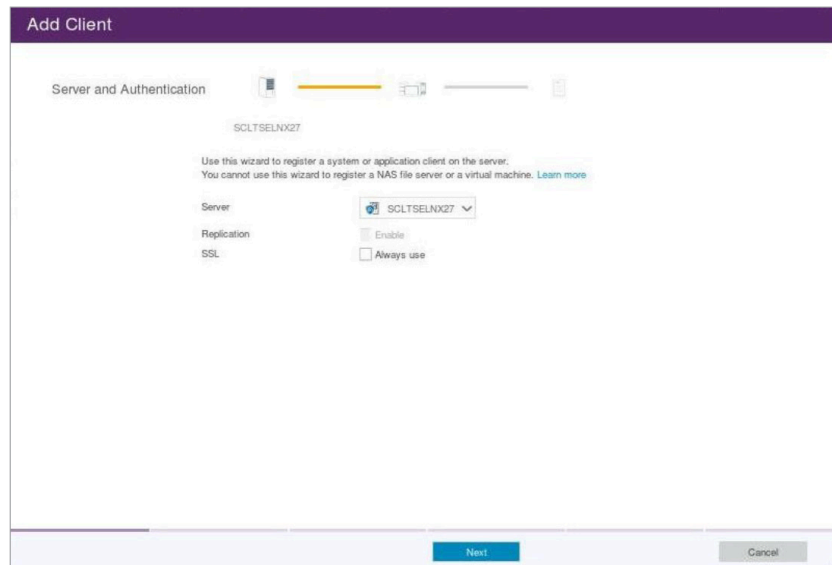 Add Client
Server and Authentication
SCLTSELNX27
Use this wizard to register a system or application client on the server.
You cannot use this wizard to register a NAS file server or a virtual machine. Learn more
Server
SCLTSELNX27
Replication
Enable
SSL
Always use
Next
Cancel